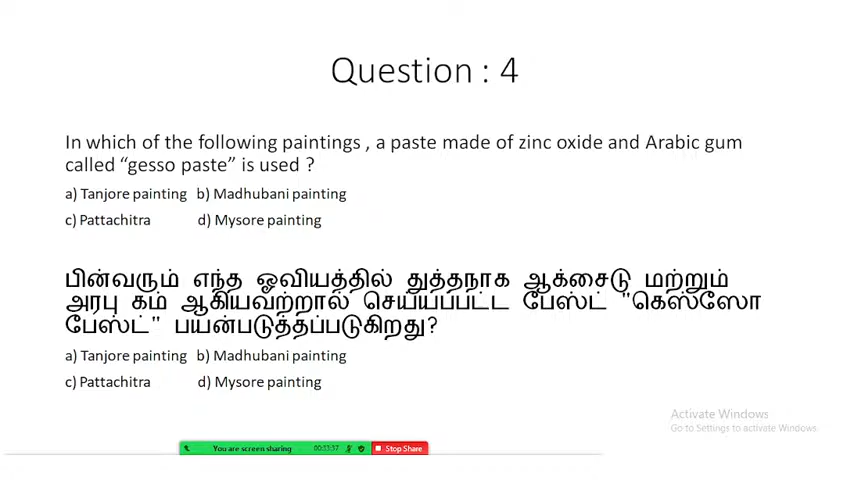 Question : 4
In which of the following paintings , a paste made of zinc oxide and Arabic gum
called “gesso paste” is used ?
a) Tanjore painting b) Madhubani painting
c) Pattachitra d) Mysore painting
பின்வரும் எந்த ஓவியத்தில் துத்தநாக ஆக்சைடு மற்றும்
அரபு கம் ஆகியவற்றால் செய்யப்பட்ட பேஸ்ட் "கெஸ்ஸோ
பேஸ்ட்" பயன்படுத்தப்படுகிறது?
a) Tanjore painting b) Madhubani painting
c) Pattachitra d) Mysore painting
Activate Windows
Go to Settings to activate Windows.
You are screen sharing 00:33:37 Stop Share